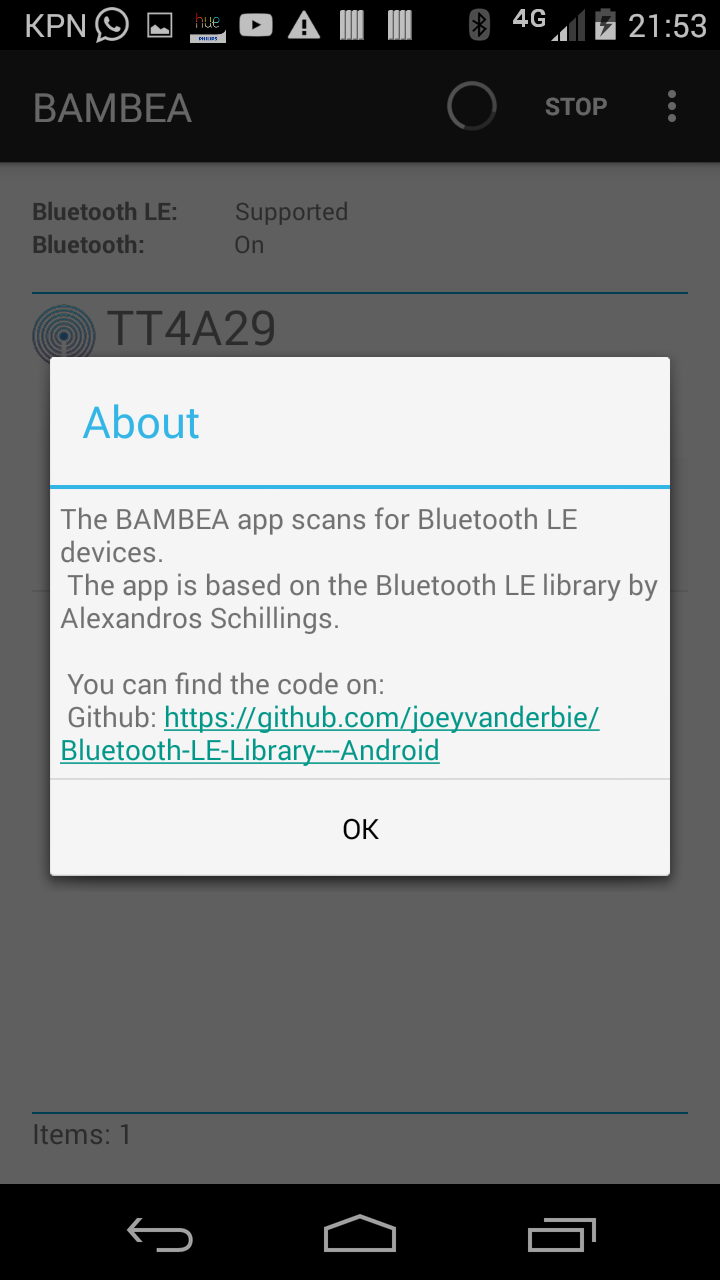 KPN hue PHILIPS 4G 21:53
BAMBEA STOP
Bluetooth LE: Supported
Bluetooth: On
TT4A29
About
The BAMBEA app scans for Bluetooth LE
devices.
The app is based on the Bluetooth LE library by
Alexandros Schillings.
You can find the code on:
Github: https://github.com/joeyvanderbie/
Bluetooth-LE-Library---Android
OK
Items: 1